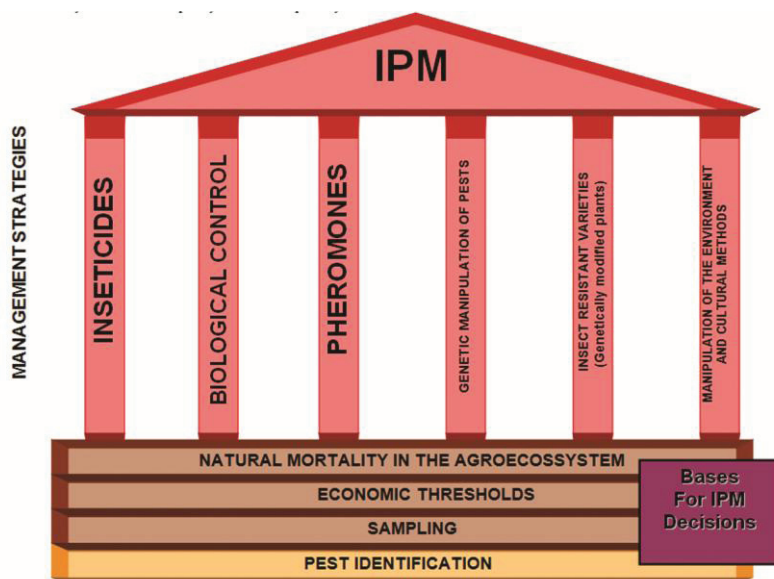 IPM
MANAGEMENT STRATEGIES
INSETICIDES
BIOLOGICAL CONTROL
PHEROMONES
GENETIC MANIPULATION OF PESTS
INSECT RESISTANT VARIETIES
(Genetically modified plants)
MANIPULATION OF THE ENVIRONMENT
AND CULTURAL METHODS
NATURAL MORTALITY IN THE AGROECOSSYSTEM
ECONOMIC THRESHOLDS
SAMPLING
PEST IDENTIFICATION
Bases
For IPM
Decisions